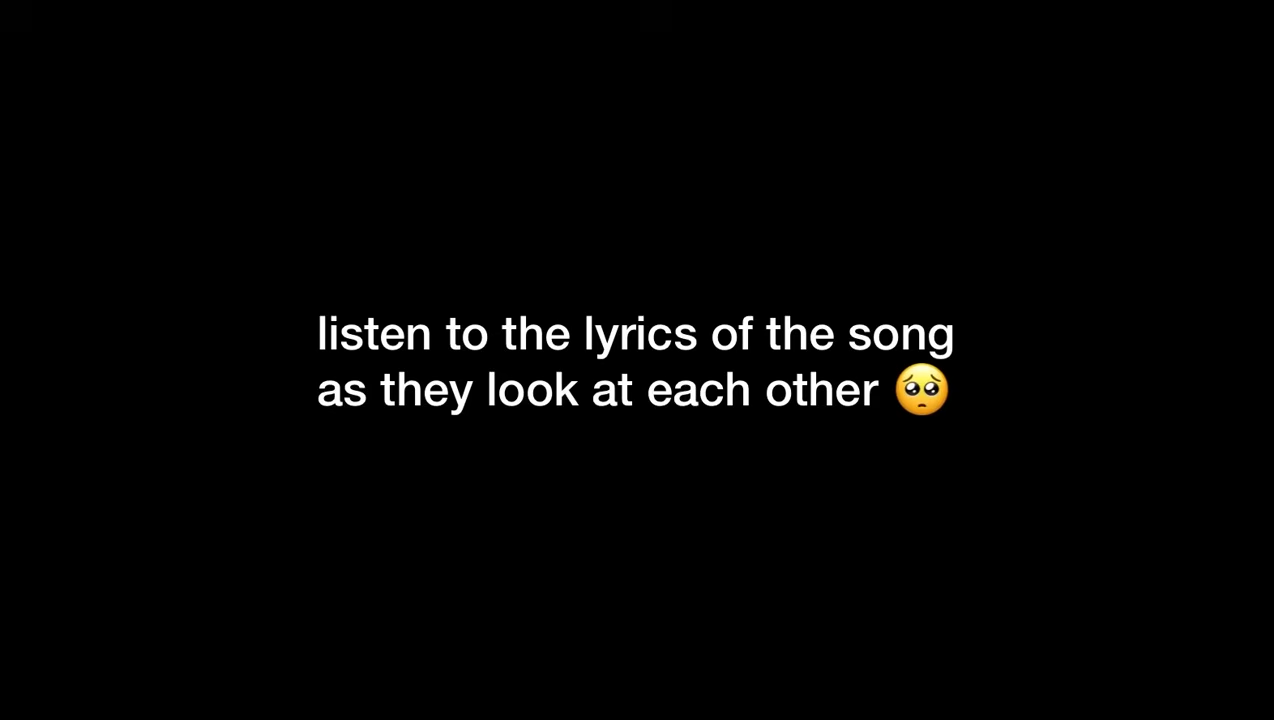 listen to the lyrics of the song
as they look at each other 🥺